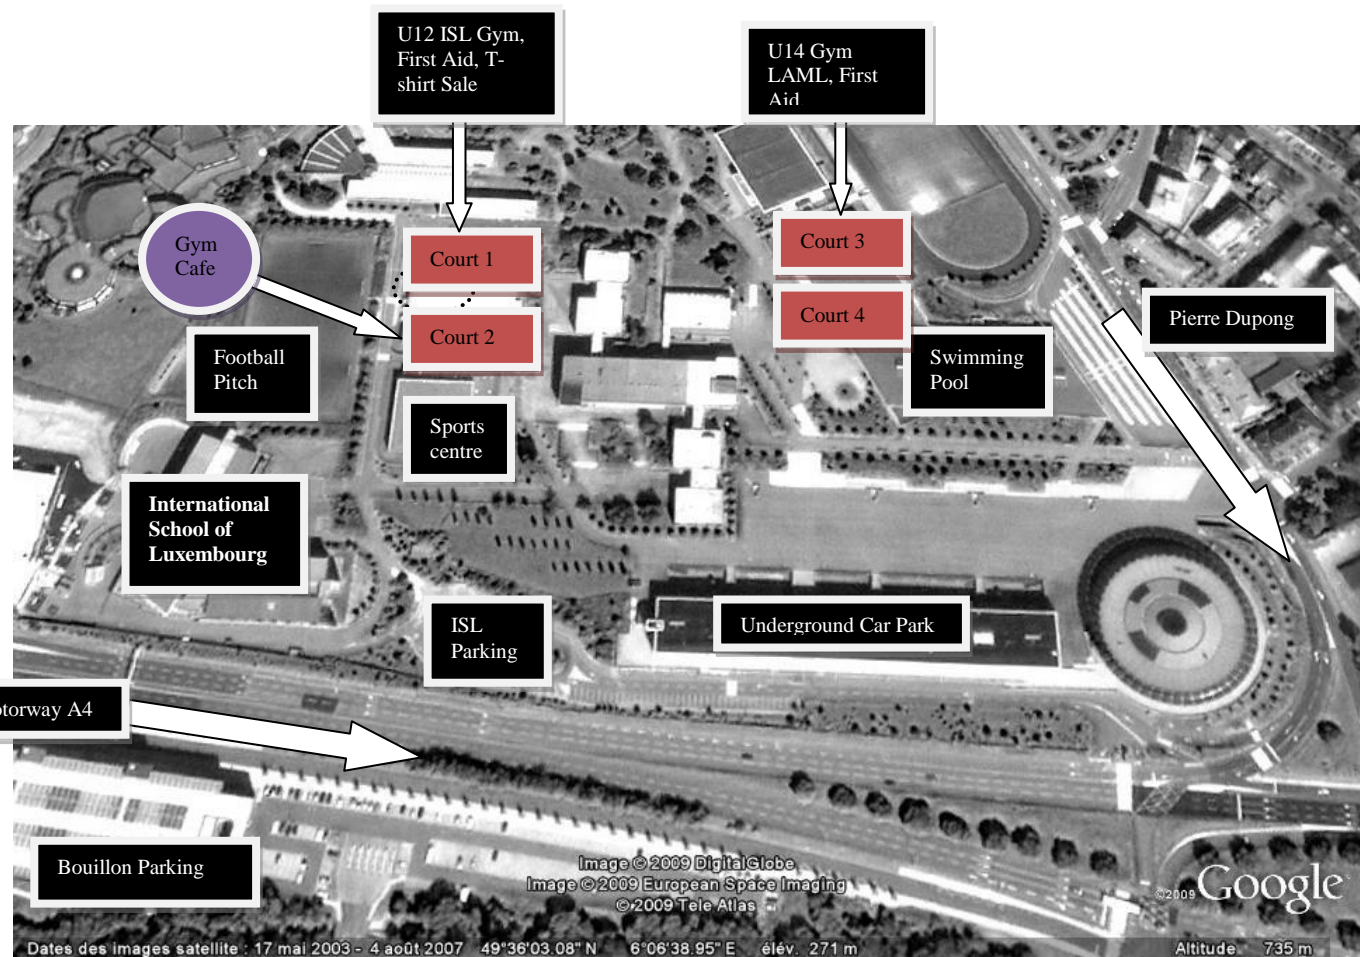 U12 ISL Gym,
First Aid, T-
shirt Sale
U14 Gym
LAML, First
Aid
Gym
Cafe
Court 1
Court 2
Court 3
Court 4
Football
Pitch
Sports
centre
Swimming
Pool
Pierre Dupong
International
School of
Luxembourg
ISL
Parking
Underground Car Park
otorway A4
Bouillon Parking
Image © 2009 DigitalGlobe
Image © 2009 European Space Imaging
© 2009 Tele Atlas
©2009 Google
Dates des images satellite : 17 mai 2003 - 4 août 2007 49°36'03.08" N 6°06'38.95" E élév. 271 m Altitude 735 m